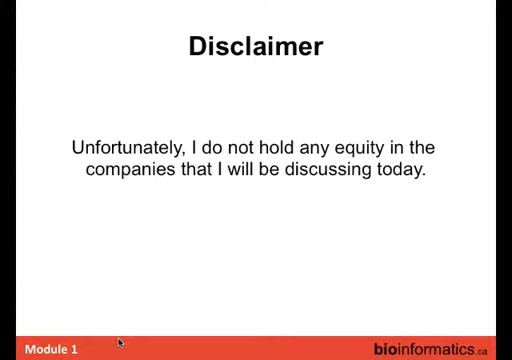 Disclaimer
Unfortunately, I do not hold any equity in the
companies that I will be discussing today.
Module 1
bioinformatics.ca